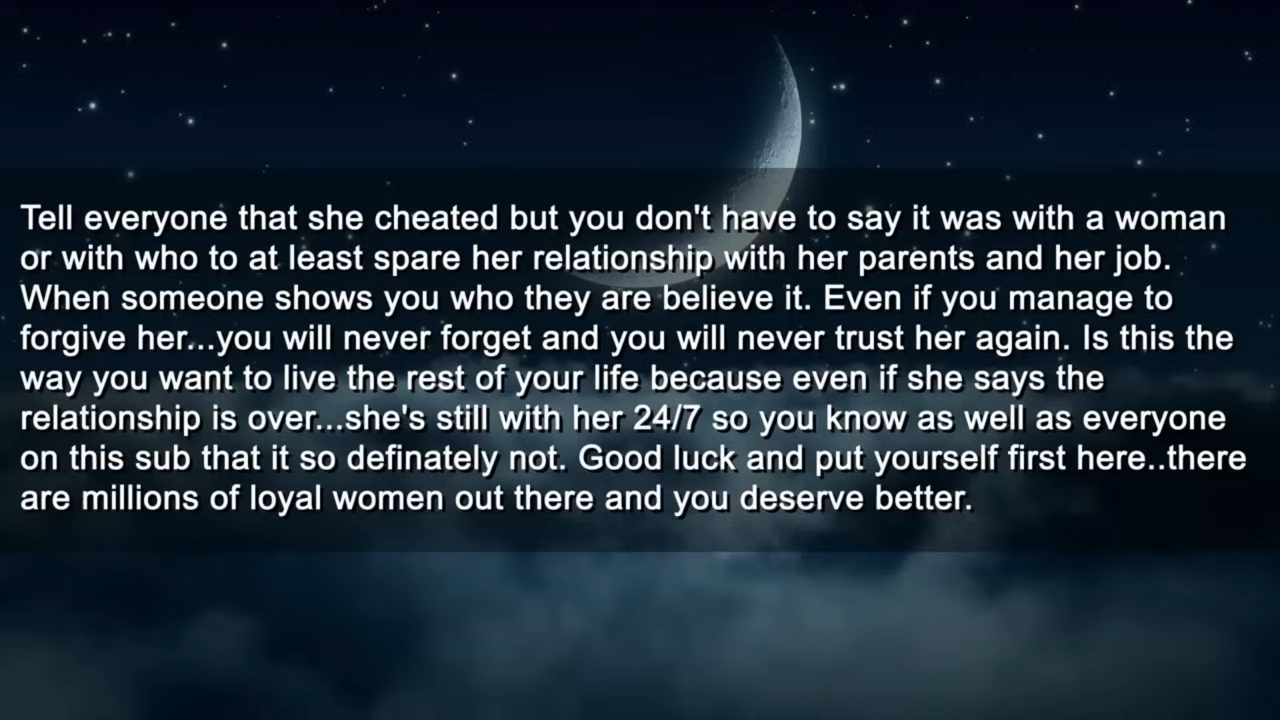 Tell everyone that she cheated but you don't have to say it was with a woman
or with who to at least spare her relationship with her parents and her job.
When someone shows you who they are believe it. Even if you manage to
forgive her...you will never forget and you will never trust her again. Is this the
way you want to live the rest of your life because even if she says the
relationship is over...she's still with her 24/7 so you know as well as everyone
on this sub that it so definately not. Good luck and put yourself first here..there
are millions of loyal women out there and you deserve better.